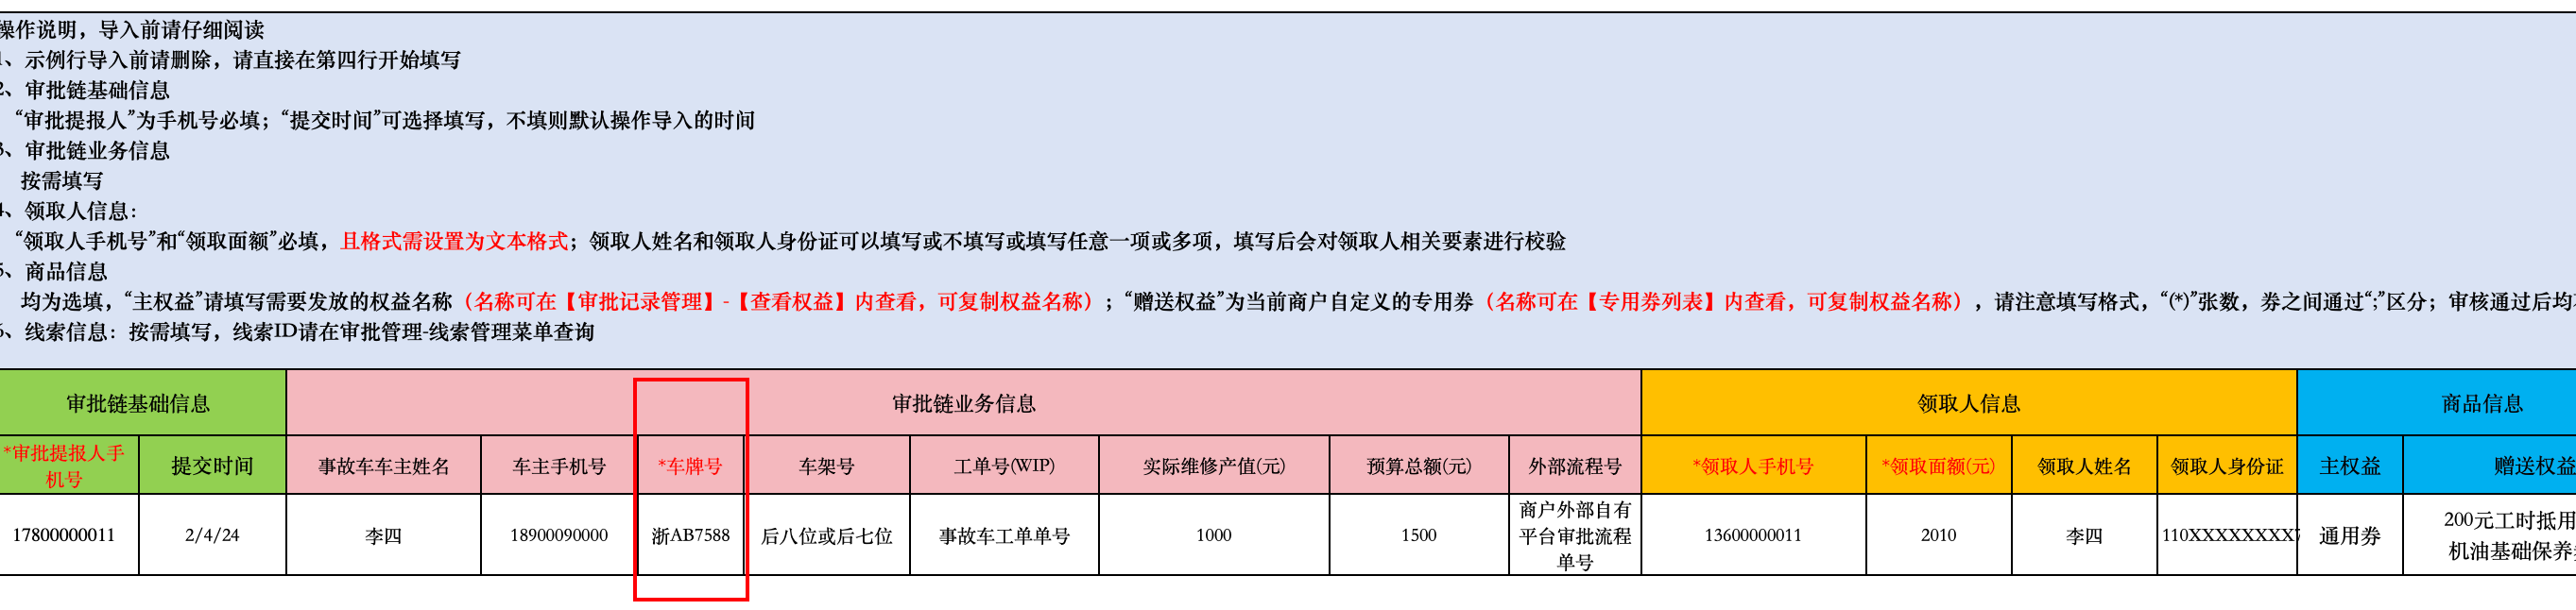 操作说明，导入前请仔细阅读
1、示例行导入前请删除，请直接在第四行开始填写
2、审批链基础信息
“审批提报人”为手机号必填；“提交时间”可选择填写，不填则默认操作导入的时间
3、审批链业务信息
按需填写
4、领取人信息：
“领取人手机号”和“领取面额”必填，且格式需设置为文本格式；领取人姓名和领取人身份证可以填写或不填写或填写任意一项或多项，填写后会对领取人相关要素进行校验
5、商品信息
均为选填，“主权益”请填写需要发放的权益名称（名称可在【审批记录管理】-【查看权益】内查看，可复制权益名称）；“赠送权益”为当前商户自定义的专用券（名称可在【专用券列表】内查看，可复制权益名称），请注意填写格式，“(*)”张数，券之间通过“;”区分；审核通过后均
6、线索信息：按需填写，线索ID请在审批管理-线索管理菜单查询
审批链基础信息 审批链业务信息 领取人信息 商品信息
*审批提报人手机号 提交时间 事故车车主姓名 车主手机号 *车牌号 车架号 工单号(WIP) 实际维修产值(元) 预算总额(元) 外部流程号 *领取人手机号 *领取面额(元) 领取人姓名 领取人身份证 主权益 赠送权益
17800000011 2/4/24 李四 18900090000 浙AB7588 后八位或后七位 事故车工单单号 1000 1500 商户外部自有平台审批流程单号 13600000011 2010 李四 110XXXXXXXX 通用券 200元工时抵用 机油基础保养